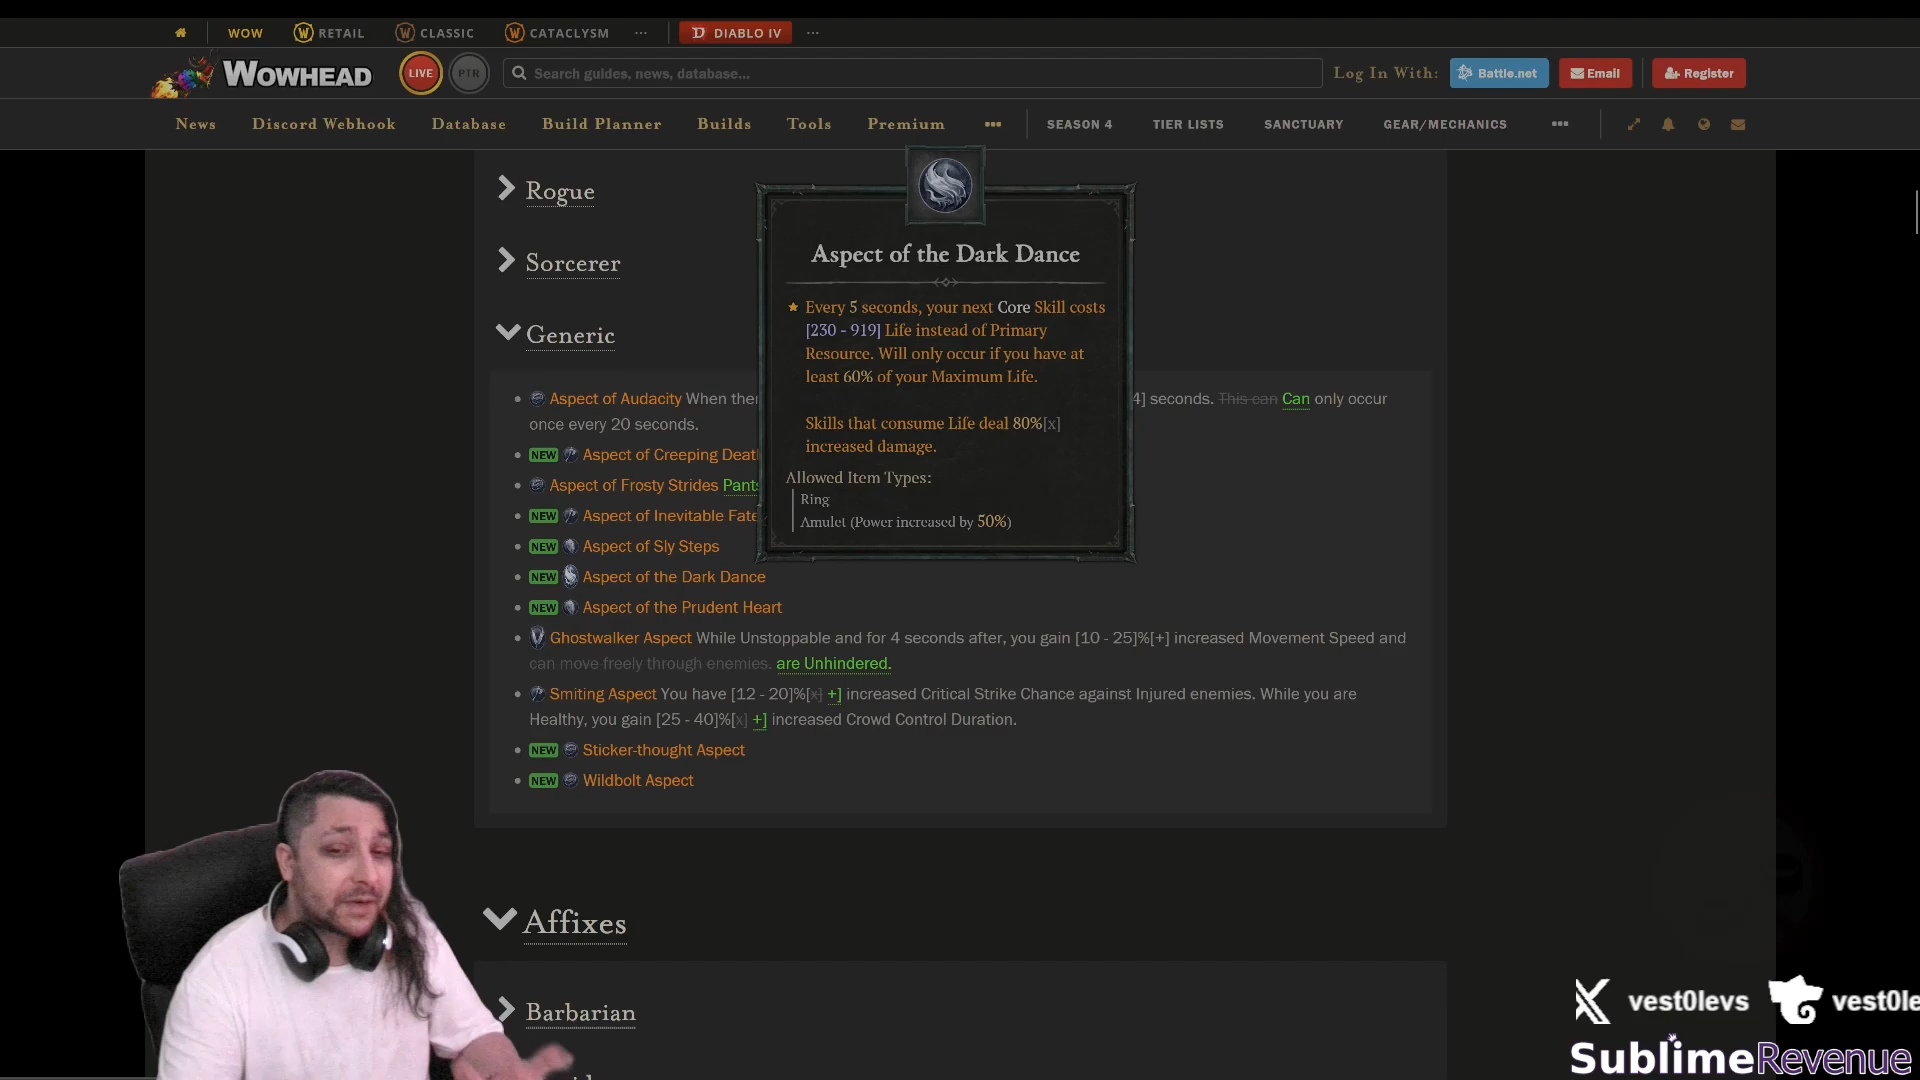 WOW
RETAIL
CLASSIC
CATACLYSM
DIABLO IV
WOWHEAD
LIVE
PTR
Search guides, news, database...
Log In With:
Battle.net
Email
Register
News
Discord Webhook
Database
Build Planner
Builds
Tools
Premium
SEASON 4
TIER LISTS
SANCTUARY
GEAR/MECHANICS
Rogue
Sorcerer
Generic
Aspect of the Dark Dance
Every 5 seconds, your next Core Skill costs
[230 - 919] Life instead of Primary
Resource. Will only occur if you have at
least 60% of your Maximum Life.
Skills that consume Life deal 80%[x]
increased damage.
Allowed Item Types:
Ring
Amulet (Power increased by 50%)
Aspect of Audacity When ther 4] seconds. This can Can only occur
once every 20 seconds.
NEW Aspect of Creeping Deat
NEW Aspect of Frosty Strides Pants
NEW Aspect of Inevitable Fate
NEW Aspect of Sly Steps
NEW Aspect of the Dark Dance
NEW Aspect of the Prudent Heart
Ghostwalker Aspect While Unstoppable and for 4 seconds after, you gain [10 - 25]%[+] increased Movement Speed and
can move freely through enemies. are Unhindered.
Smiting Aspect You have [12 - 20]%[x] +] increased Critical Strike Chance against Injured enemies. While you are
Healthy, you gain [25 - 40]%[x] +] increased Crowd Control Duration.
NEW Sticker-thought Aspect
NEW Wildbolt Aspect
Affixes
Barbarian
vest0levs
vest0le
SublimeRevenue